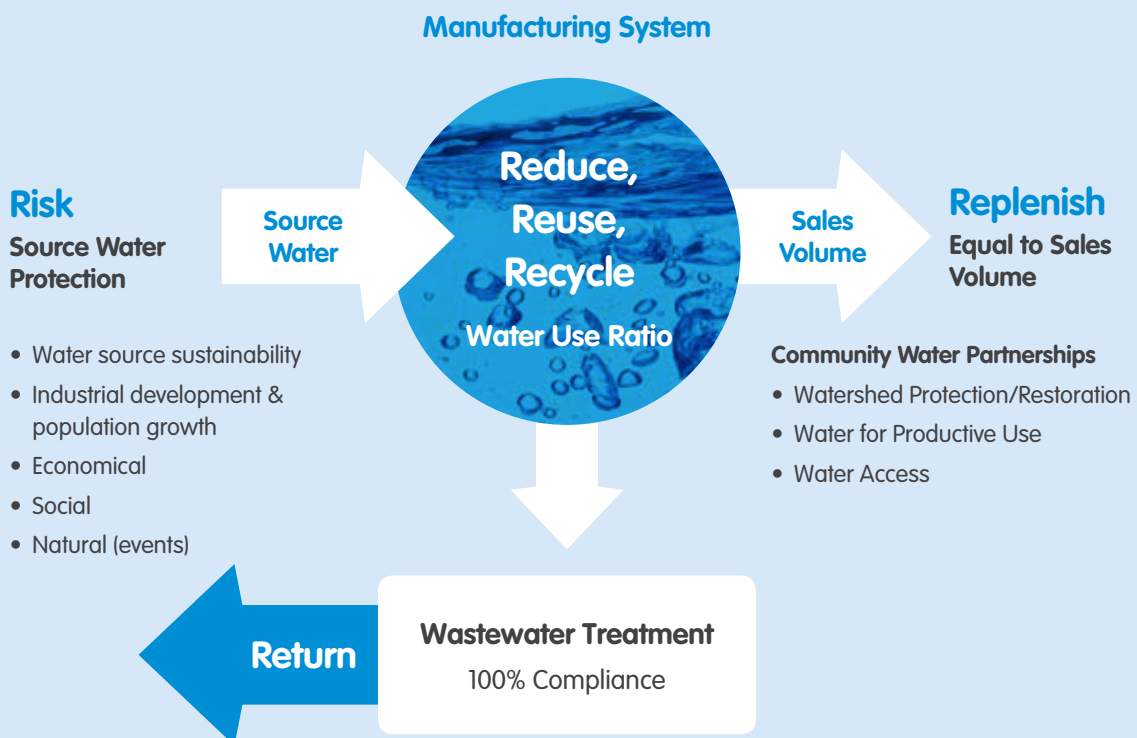 Manufacturing System
Risk
Source Water
Protection
• Water source sustainability
• Industrial development &
population growth
• Economical
• Social
• Natural (events)
Source
Water
Reduce,
Reuse,
Recycle
Water Use Ratio
Sales
Volume
Replenish
Equal to Sales
Volume
Community Water Partnerships
• Watershed Protection/Restoration
• Water for Productive Use
• Water Access
Wastewater Treatment
100% Compliance
Return